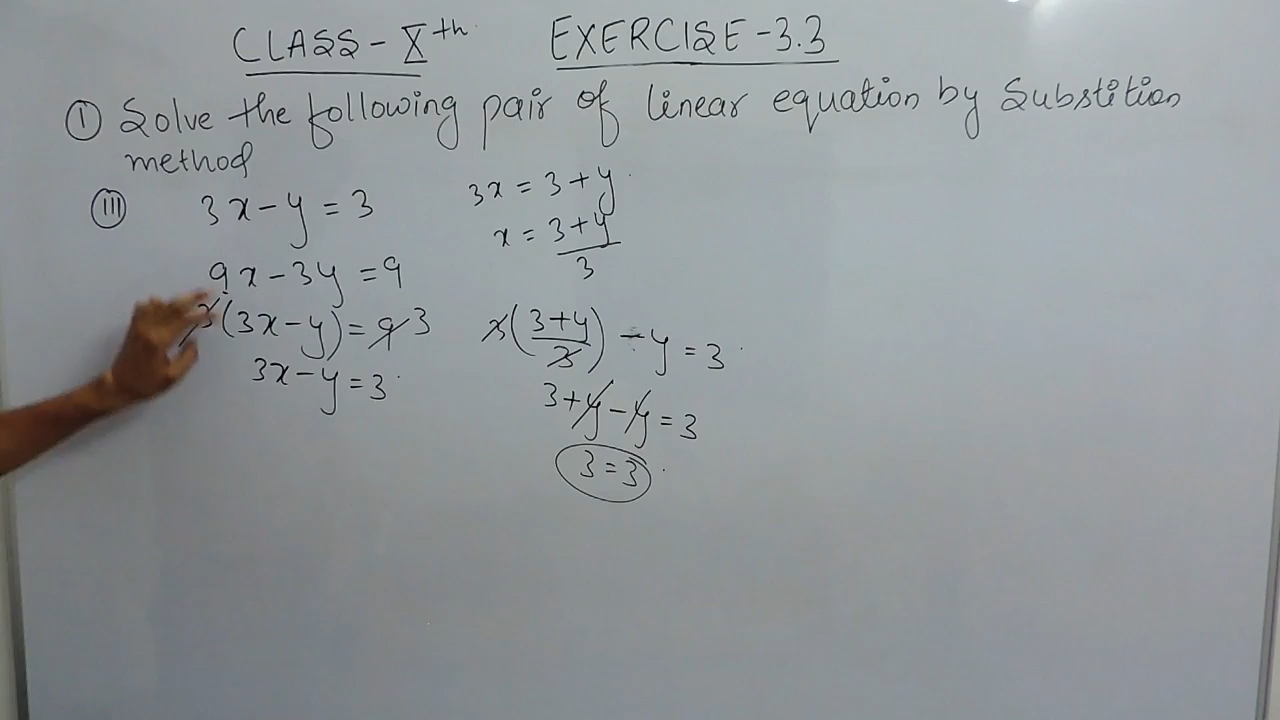 CLASS - Xth EXERCISE - 3.3
① Solve the following pair of linear equation by Substition
method
(III) 3x - y = 3
9x - 3y = 9
3(3x - y) = 9 3
3x - y = 3
3x = 3 + y
x = 3 + y
3
3(3 + y / 3) - y = 3
3 + y - y = 3
3 = 3